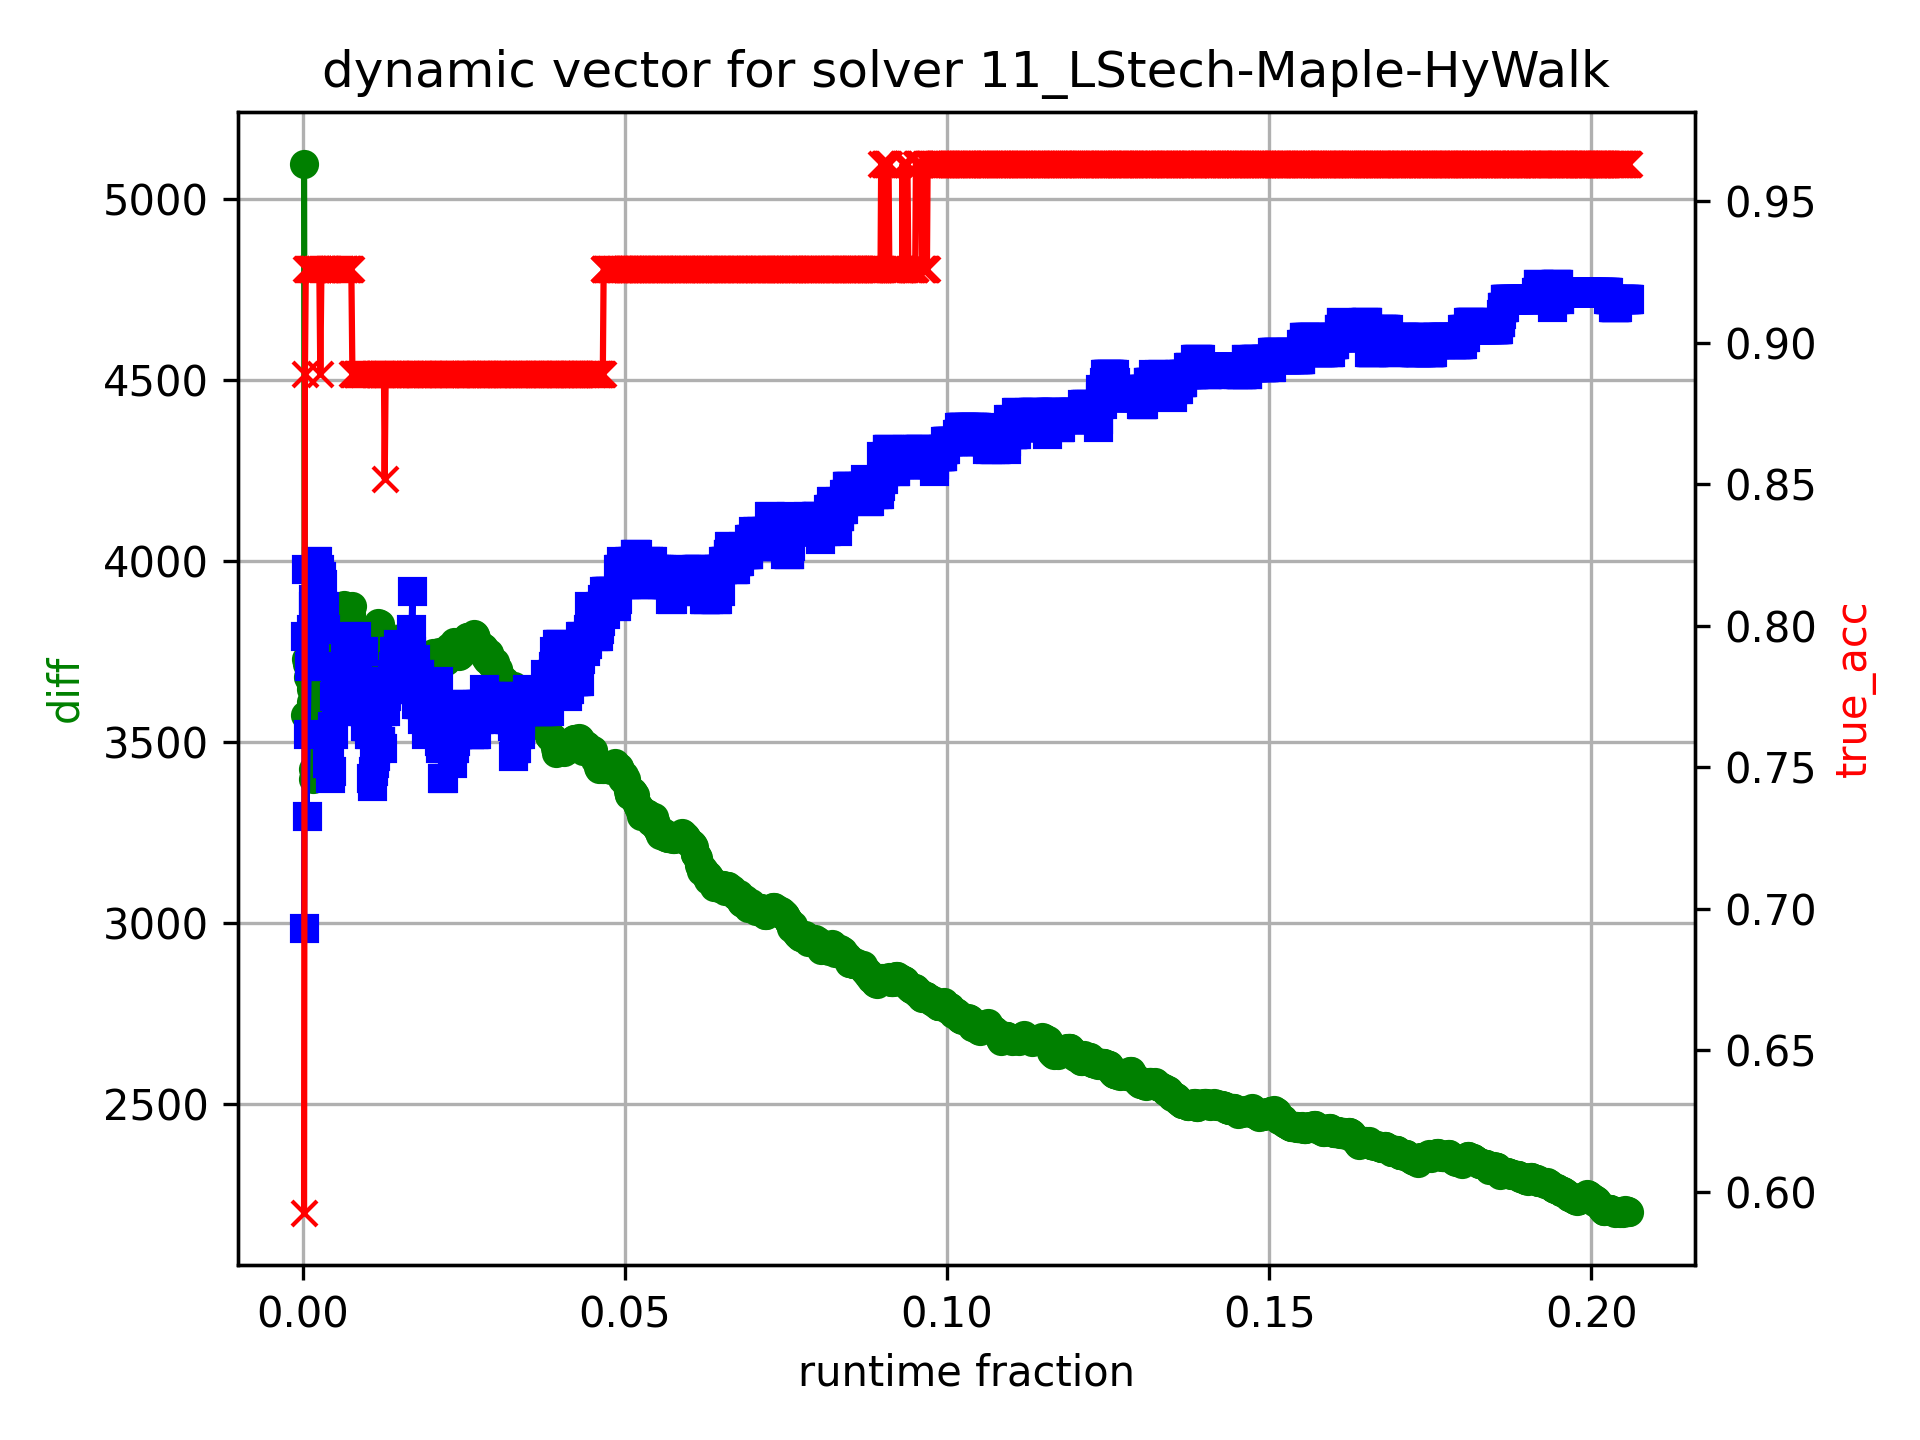 dynamic vector for solver 11_LStech-Maple-HyWalk
5000
4500
4000
3500
3000
2500
diff
0.95
0.90
0.85
0.80
0.75
0.70
0.65
0.60
true_acc
0.00 0.05 0.10 0.15 0.20
runtime fraction